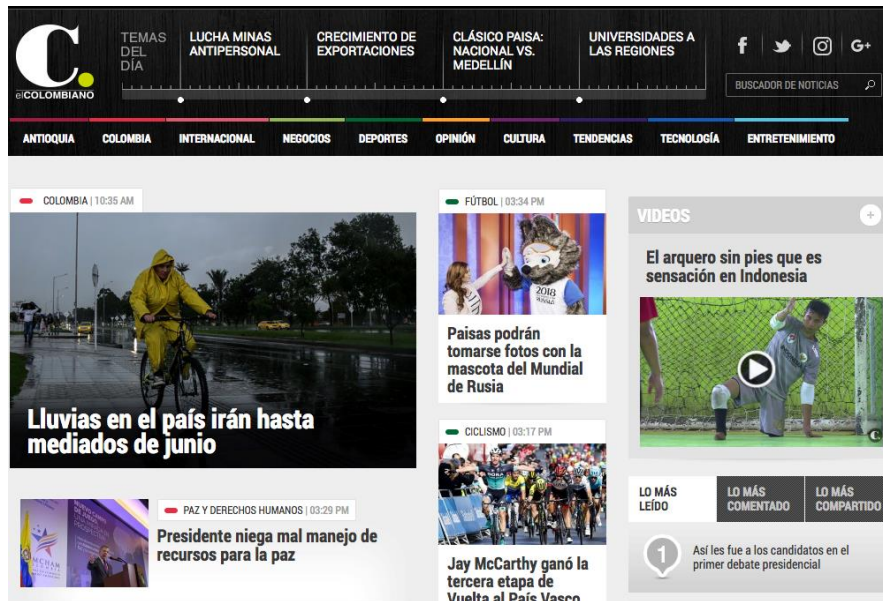 elCOLOMBIANO
TEMAS
DEL
DÍA
LUCHA MINAS
ANTIPERSONAL
CRECIMIENTO DE
EXPORTACIONES
CLÁSICO PAISA:
NACIONAL VS.
MEDELLÍN
UNIVERSIDADES A
LAS REGIONES
G+
BUSCADOR DE NOTICIAS
ANTIOQUIA
COLOMBIA
INTERNACIONAL
NEGOCIOS
DEPORTES
OPINIÓN
CULTURA
TENDENCIAS
TECNOLOGÍA
ENTRETENIMIENTO
COLOMBIA | 10:35 AM
Lluvias en el país irán hasta
mediados de junio
PAZ Y DERECHOS HUMANOS | 03:29 PM
Presidente niega mal manejo de
recursos para la paz
FÚTBOL | 03:34 PM
2018
Paisas podrán
tomarse fotos con la
mascota del Mundial
de Rusia
CICLISMO | 03:17 PM
Jay McCarthy ganó la
tercera etapa de
Vuelta al País Vasco
VIDEOS
+
El arquero sin pies que es
sensación en Indonesia
LO MÁS
LEÍDO
LO MÁS
COMENTADO
LO MÁS
COMPARTIDO
1
Así les fue a los candidatos en el
primer debate presidencial